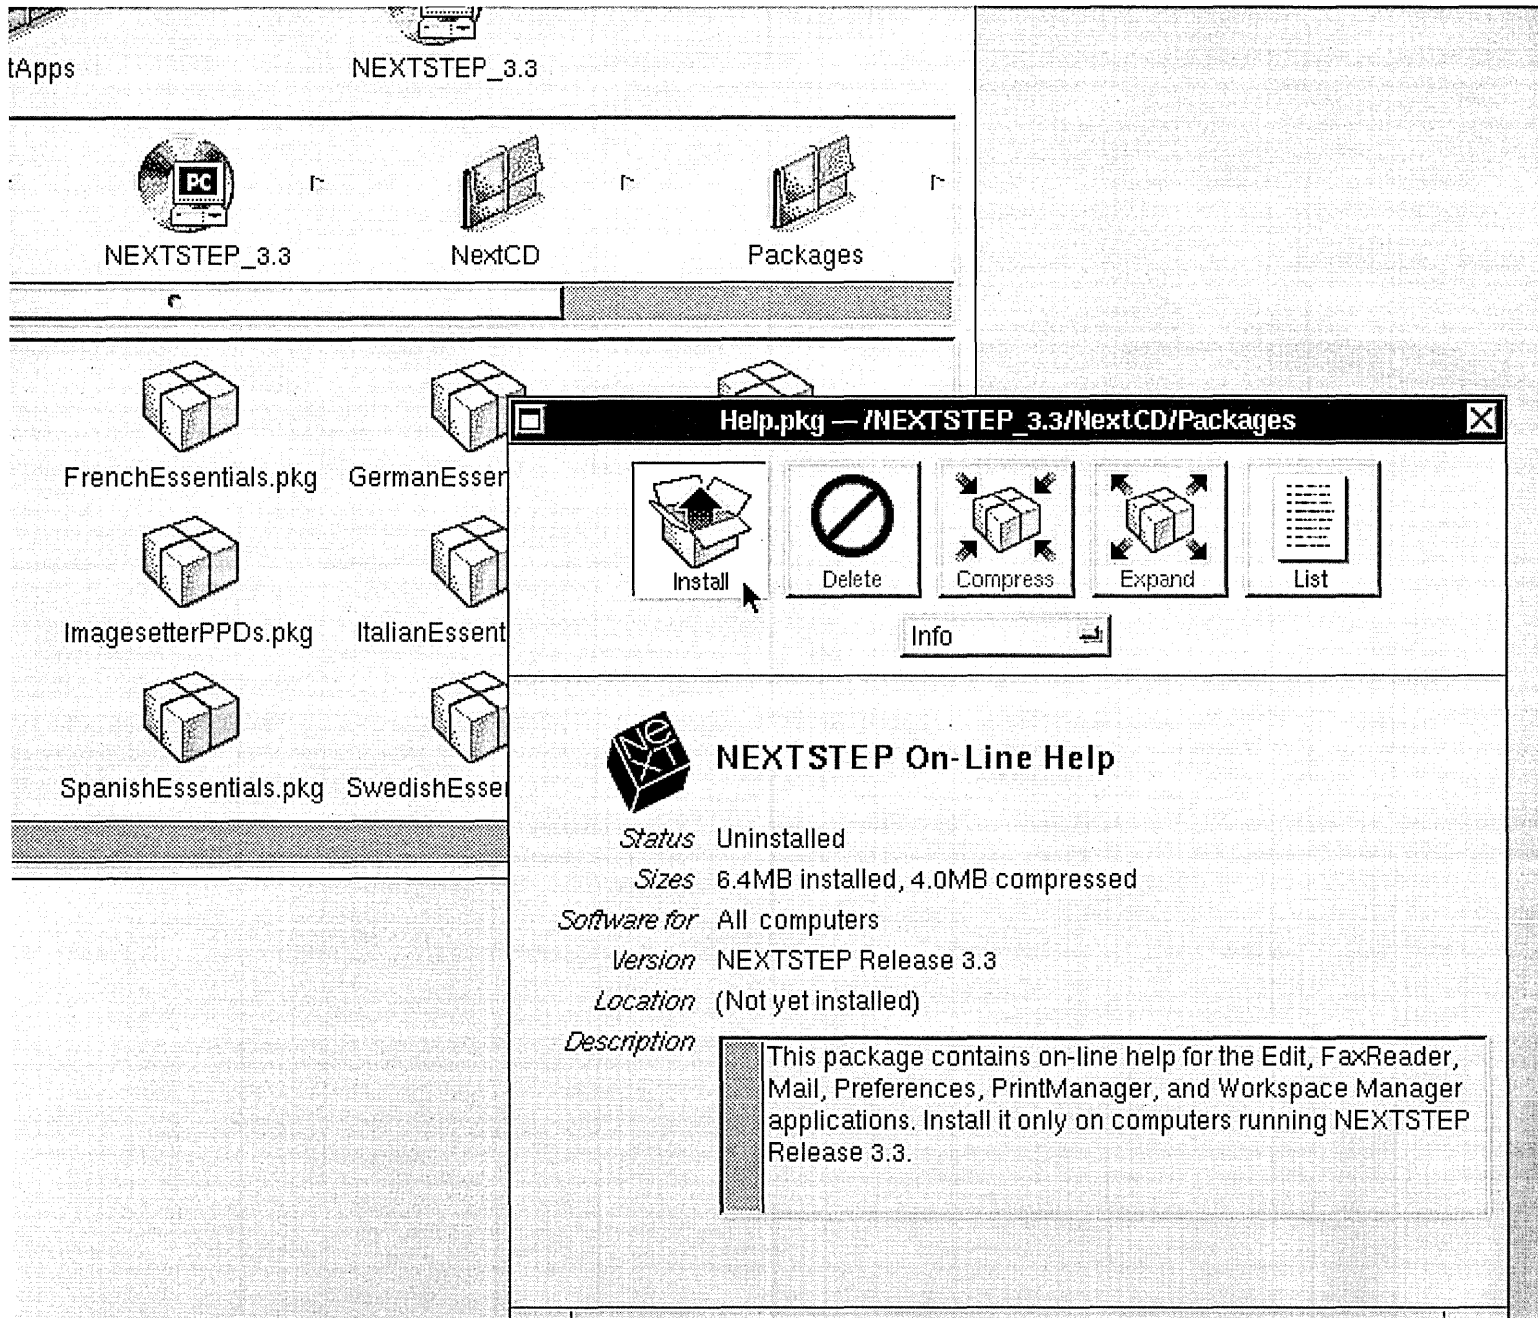 tApps
NEXTSTEP_3.3
PC
NEXTSTEP_3.3
NextCD
Packages
FrenchEssentials.pkg
GermanEssen
ImagesetterPPDs.pkg
ItalianEssent
SpanishEssentials.pkg
SwedishEsse
Help.pkg — /NEXTSTEP_3.3/NextCD/Packages
Install
Delete
Compress
Expand
List
Info
NeXT
NEXTSTEP On-Line Help
Status Uninstalled
Sizes 6.4MB installed, 4.0MB compressed
Software for All computers
Version NEXTSTEP Release 3.3
Location (Not yet installed)
Description
This package contains on-line help for the Edit, FaxReader,
Mail, Preferences, PrintManager, and Workspace Manager
applications. Install it only on computers running NEXTSTEP
Release 3.3.